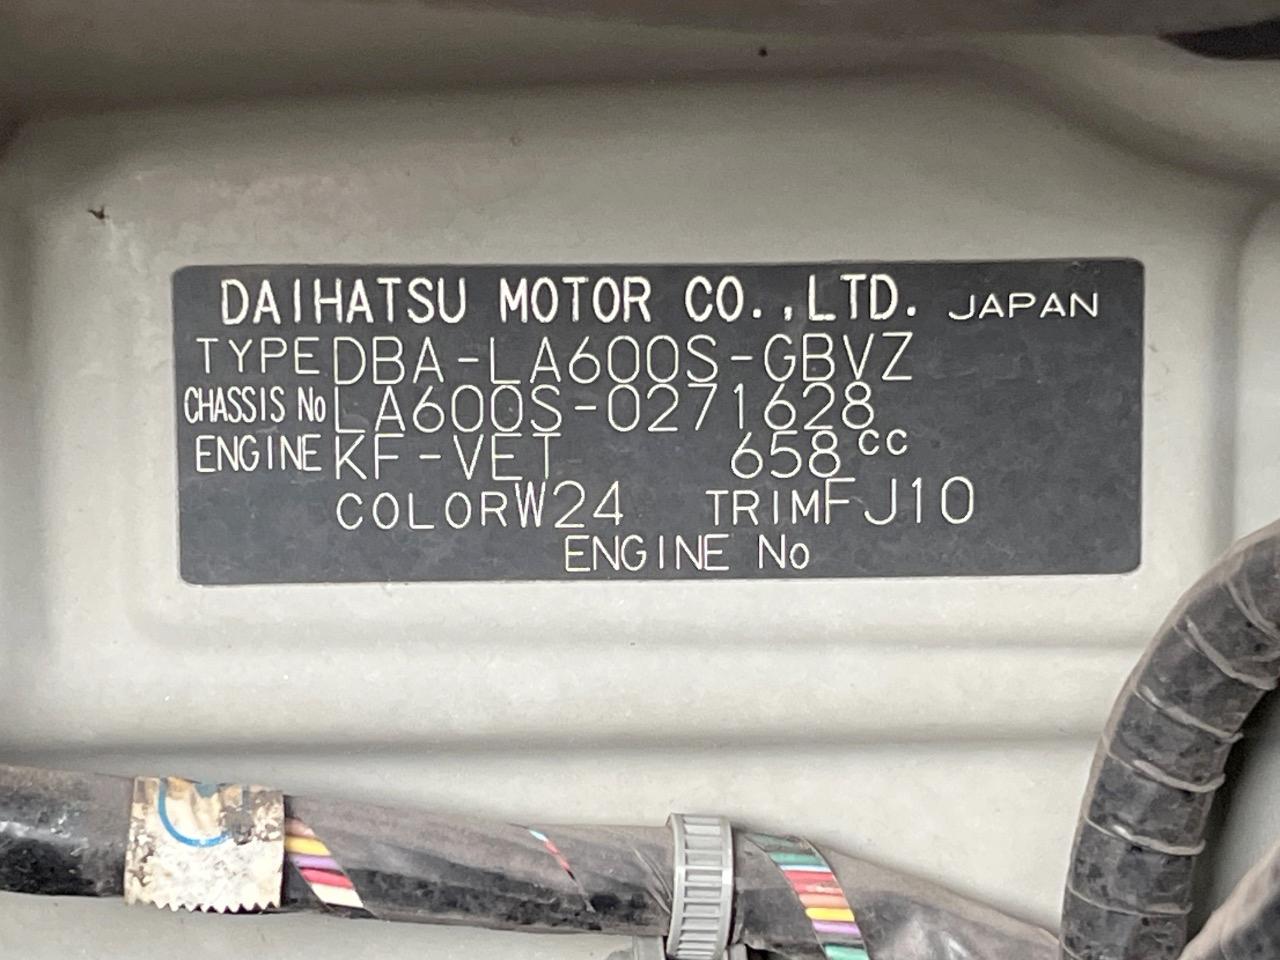 DAIHATSU MOTOR CO.,LTD. JAPAN
TYPE DBA-LA600S-GBVZ
CHASSIS No LA600S-0271628
ENGINE KF-VET 658cc
COLOR W24 TRIM FJ10
ENGINE No